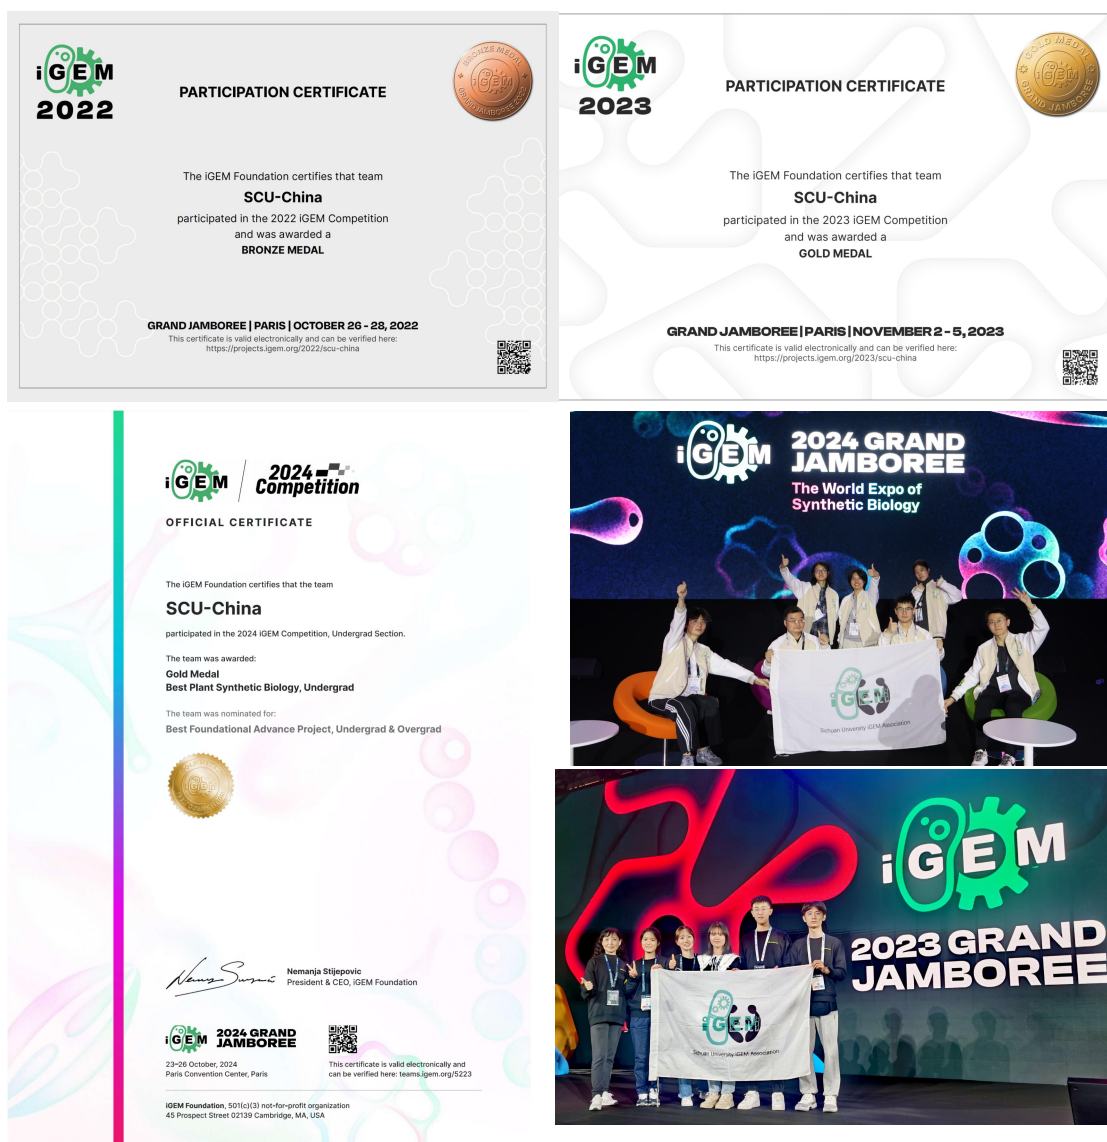 iGEM
2022
PARTICIPATION CERTIFICATE
BRONZE MEDAL
iGEM
GRAND JAMBOREE 2022
The iGEM Foundation certifies that team
SCU-China
participated in the 2022 iGEM Competition
and was awarded a
BRONZE MEDAL
GRAND JAMBOREE | PARIS | OCTOBER 26 - 28, 2022
This certificate is valid electronically and can be verified here:
https://projects.igem.org/2022/scu-china
iGEM
2023
PARTICIPATION CERTIFICATE
GOLD MEDAL
iGEM
GRAND JAMBOREE
The iGEM Foundation certifies that team
SCU-China
participated in the 2023 iGEM Competition
and was awarded a
GOLD MEDAL
GRAND JAMBOREE | PARIS | NOVEMBER 2 - 5, 2023
This certificate is valid electronically and can be verified here:
https://projects.igem.org/2023/scu-china
iGEM
2024
Competition
OFFICIAL CERTIFICATE
The iGEM Foundation certifies that the team
SCU-China
participated in the 2024 iGEM Competition, Undergrad Section.
The team was awarded:
Gold Medal
Best Plant Synthetic Biology, Undergrad
The team was nominated for:
Best Foundational Advance Project, Undergrad & Overgrad
Nemanja Stijepovic
President & CEO, iGEM Foundation
iGEM
2024 GRAND
JAMBOREE
23–26 October, 2024
Paris Convention Center, Paris
This certificate is valid electronically and
can be verified here: teams.igem.org/5223
iGEM Foundation, 501(c)(3) not-for-profit organization
45 Prospect Street 02139 Cambridge, MA, USA
iGEM
2024 GRAND
JAMBOREE
The World Expo of
Synthetic Biology
iGEM
Sichuan University iGEM Association
iGEM
2023 GRAND
JAMBOREE
iGEM
Sichuan University iGEM Association